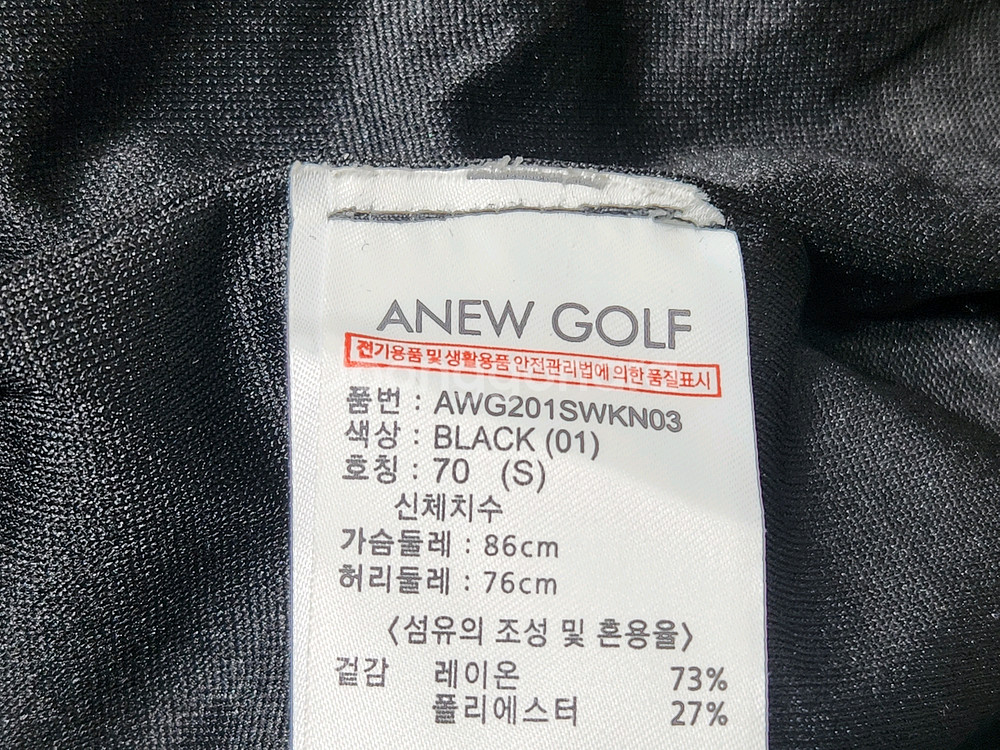 ANEW GOLF
전기용품 및 생활용품 안전관리법에 의한 품질표시
품번 : AWG201SWKN03
색상 : BLACK (01)
호칭 : 70 (S)
신체치수
가슴둘레 : 86cm
허리둘레 : 76cm
〈섬유의 조성 및 혼용율〉
겉감 레이온 73%
폴리에스터 27%